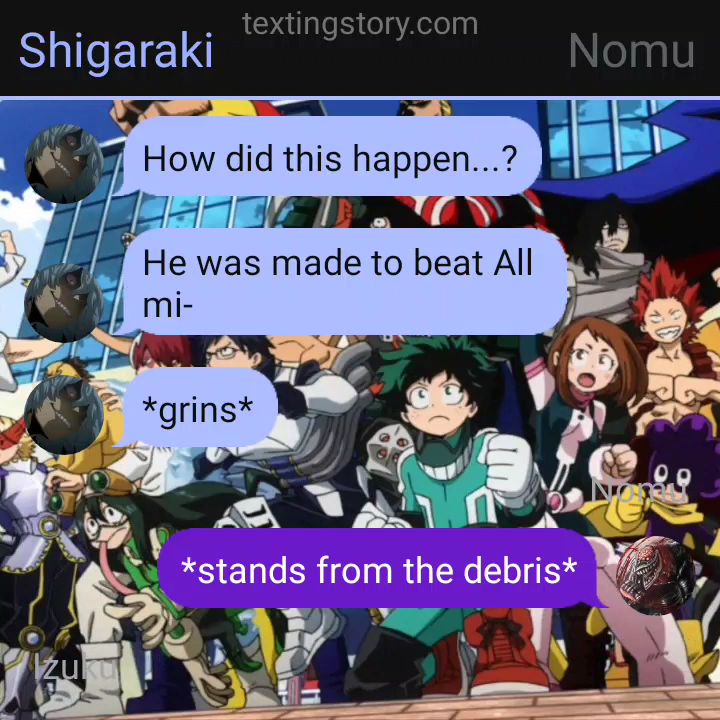 textingstory.com
Shigaraki
Nomu
How did this happen...?
He was made to beat All
mi-
*grins*
Nomu
*stands from the debris*
Izuku